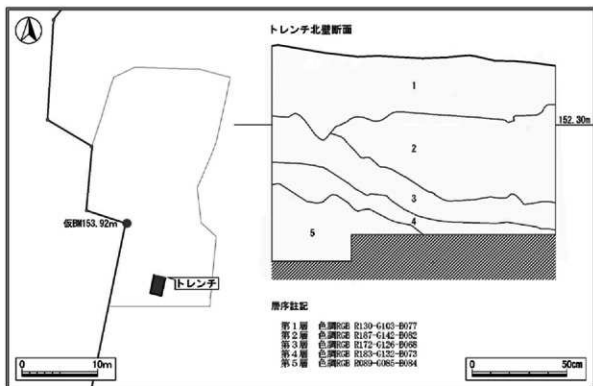 トレンチ北壁断面
1
152.30m
2
3
4
5
仮BM153.92m
トレンチ
層序註記
第1層 色調RGB R130-G103-B077
第2層 色調RGB R187-G142-B082
第3層 色調RGB R172-G126-B068
第4層 色調RGB R183-G132-B073
第5層 色調RGB R089-G085-B084
0 10m
0 50cm